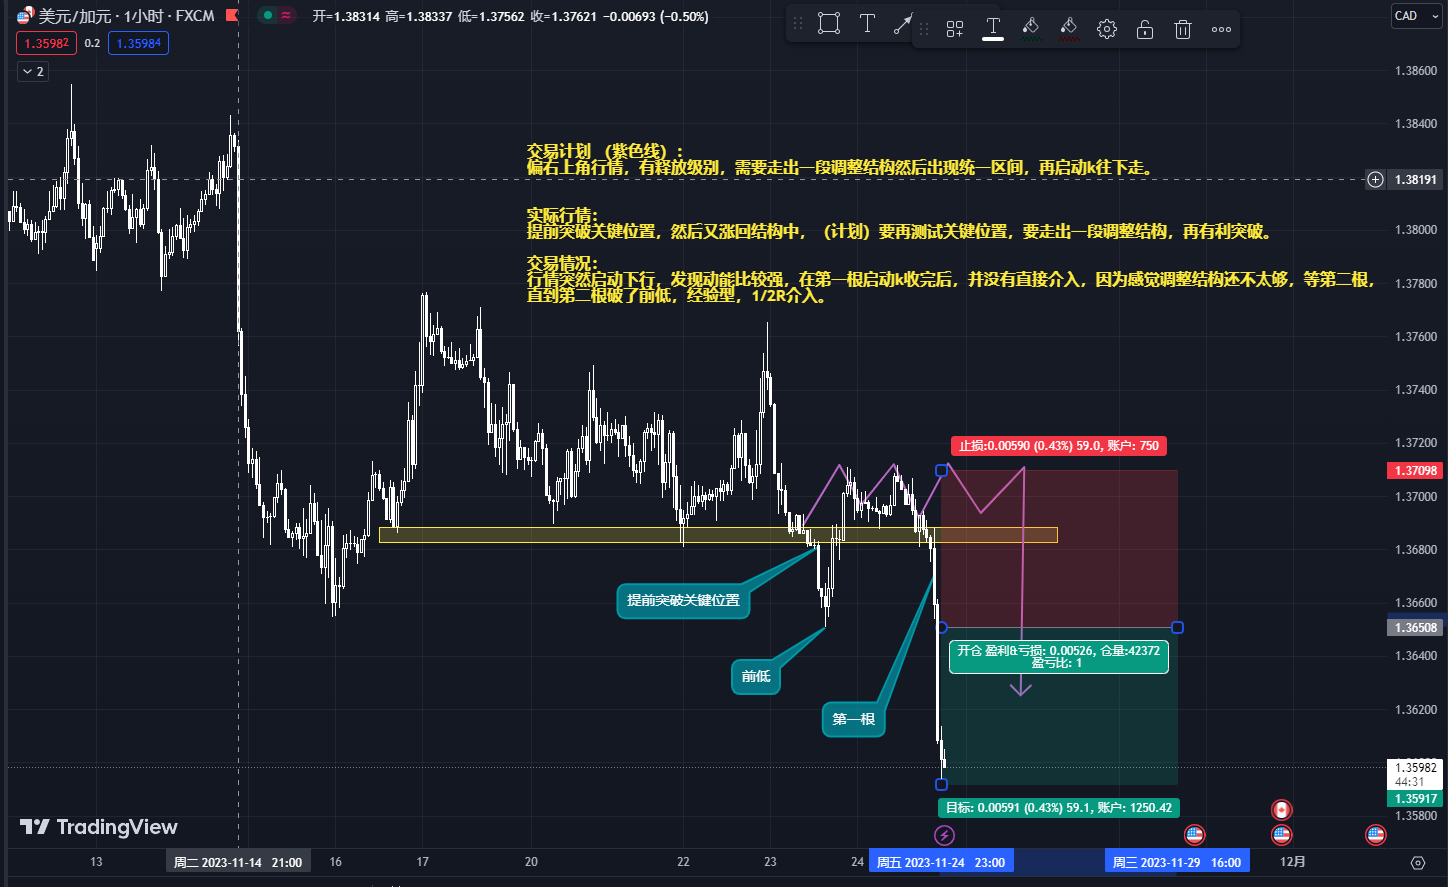 美元/加元 · 1小时 · FXCM
开=1.38314 高=1.38337 低=1.37562 收=1.37621 −0.00693 (−0.50%)
CAD
1.35982
0.2
1.35984
2
交易计划 （紫色线）：
偏右上角行情，有释放级别，需要走出一段调整结构然后出现统一区间，再启动k往下走。
实际行情：
提前突破关键位置，然后又涨回结构中，（计划）要再测试关键位置，要走出一段调整结构，再有利突破。
交易情况：
行情突然启动下行，发现动能比较强，在第一根启动k收完后，并没有直接介入，因为感觉调整结构还不太够，等第二根，
直到第二根破了前低，经验型，1/2R介入。
止损:0.00590 (0.43%) 59.0, 账户: 750
提前突破关键位置
前低
第一根
开仓 盈利&亏损: 0.00526, 仓量:42372
盈亏比: 1
目标: 0.00591 (0.43%) 59.1, 账户: 1250.42
1.38600
1.38400
1.38191
1.38000
1.37800
1.37600
1.37400
1.37200
1.37098
1.37000
1.36800
1.36600
1.36508
1.36400
1.36200
1.35982
44:31
1.35917
1.35800
TradingView
13
周二 2023-11-14 21:00
16
17
20
22
23
24
周五 2023-11-24 23:00
周三 2023-11-29 16:00
12月